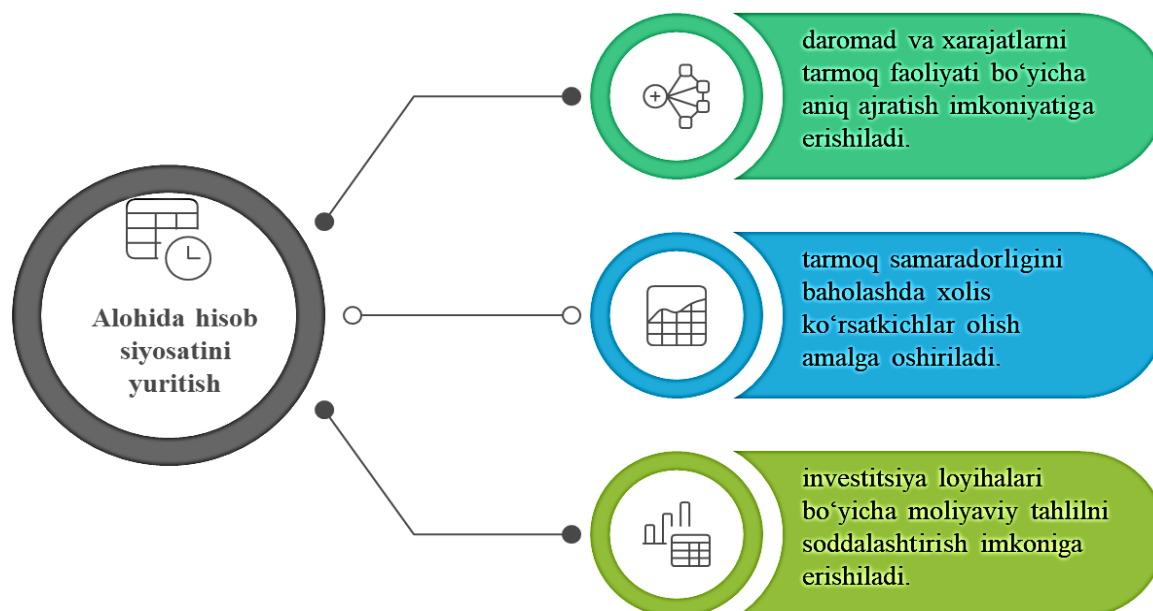 Alohida hisob
siyosatini
yuritish
daromad va xarajatlarni
tarmoq faoliyati bo‘yicha
aniq ajratish imkoniyatiga
erishiladi.
tarmoq samaradorligini
baholashda xolis
ko‘rsatkichlar olish
amalga oshiriladi.
investitsiya loyihalari
bo‘yicha moliyaviy tahlilni
soddalashtirish imkoniga
erishiladi.